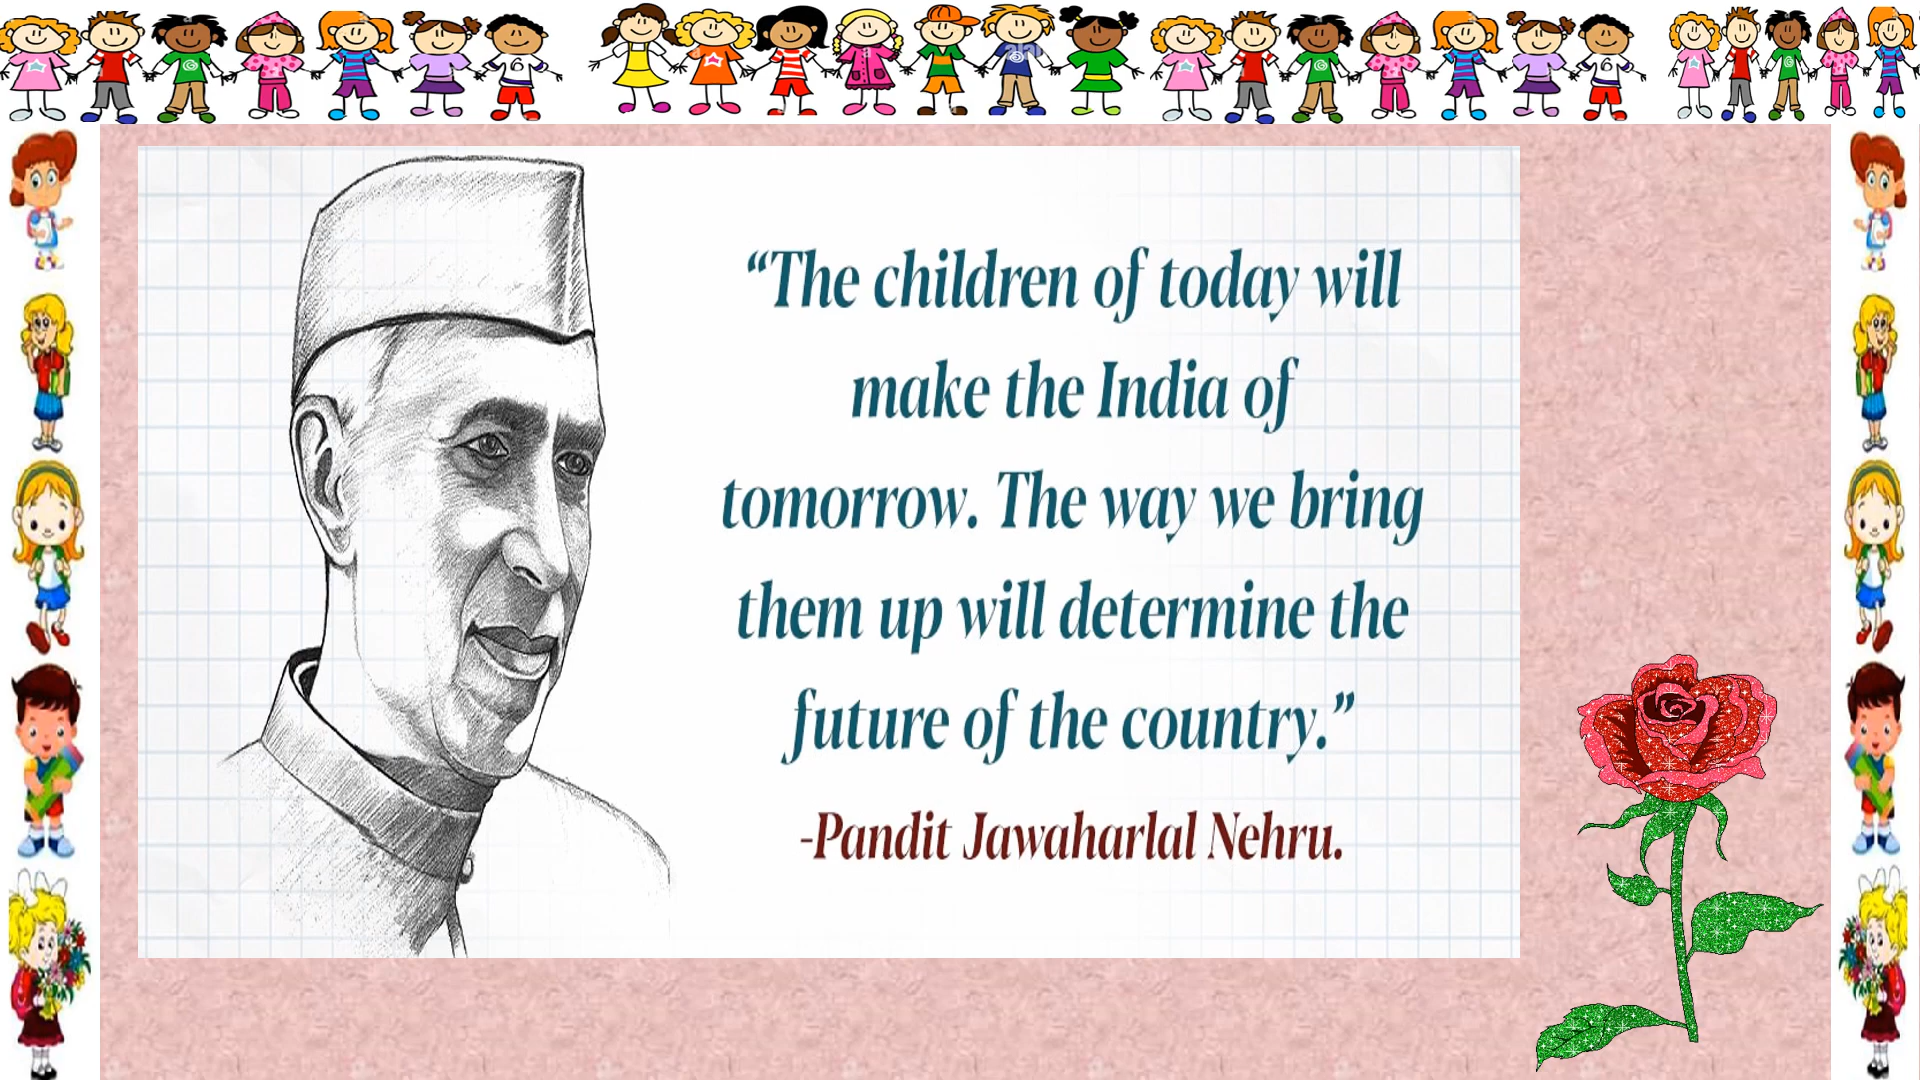 “The children of today will
make the India of
tomorrow. The way we bring
them up will determine the
future of the country.”
-Pandit Jawaharlal Nehru.